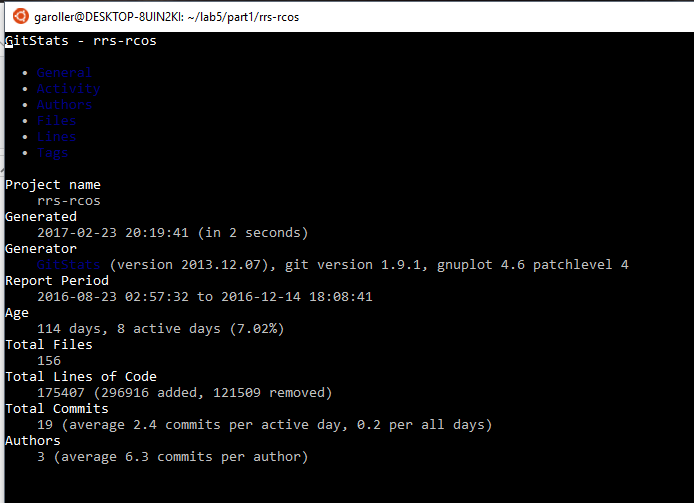 garoller@DESKTOP-8UIN2KI: ~/lab5/part1/rrs-rcos
GitStats - rrs-rcos
• General
• Activity
• Authors
• Files
• Lines
• Tags
Project name
rrs-rcos
Generated
2017-02-23 20:19:41 (in 2 seconds)
Generator
GitStats (version 2013.12.07), git version 1.9.1, gnuplot 4.6 patchlevel 4
Report Period
2016-08-23 02:57:32 to 2016-12-14 18:08:41
Age
114 days, 8 active days (7.02%)
Total Files
156
Total Lines of Code
175407 (296916 added, 121509 removed)
Total Commits
19 (average 2.4 commits per active day, 0.2 per all days)
Authors
3 (average 6.3 commits per author)